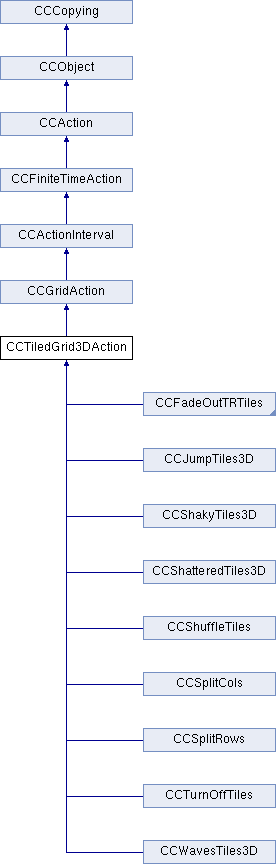 CCCopying
CCObject
CCAction
CCFiniteTimeAction
CCActionInterval
CCGridAction
CCTiledGrid3DAction
CCFadeOutTRTiles
CCJumpTiles3D
CCShakyTiles3D
CCShatteredTiles3D
CCShuffleTiles
CCSplitCols
CCSplitRows
CCTurnOffTiles
CCWavesTiles3D